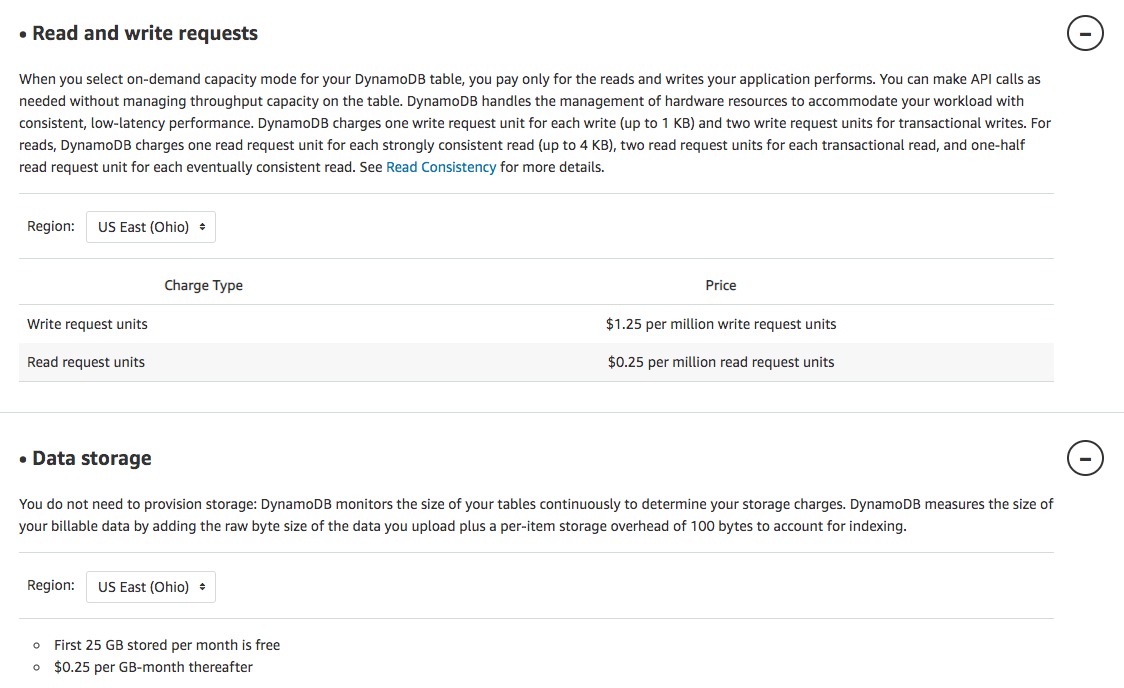 • Read and write requests
When you select on-demand capacity mode for your DynamoDB table, you pay only for the reads and writes your application performs. You can make API calls as
needed without managing throughput capacity on the table. DynamoDB handles the management of hardware resources to accommodate your workload with
consistent, low-latency performance. DynamoDB charges one write request unit for each write (up to 1 KB) and two write request units for transactional writes. For
reads, DynamoDB charges one read request unit for each strongly consistent read (up to 4 KB), two read request units for each transactional read, and one-half
read request unit for each eventually consistent read. See Read Consistency for more details.
Region: US East (Ohio)
Charge Type Price
Write request units $1.25 per million write request units
Read request units $0.25 per million read request units
• Data storage
You do not need to provision storage: DynamoDB monitors the size of your tables continuously to determine your storage charges. DynamoDB measures the size of
your billable data by adding the raw byte size of the data you upload plus a per-item storage overhead of 100 bytes to account for indexing.
Region: US East (Ohio)
First 25 GB stored per month is free
$0.25 per GB-month thereafter